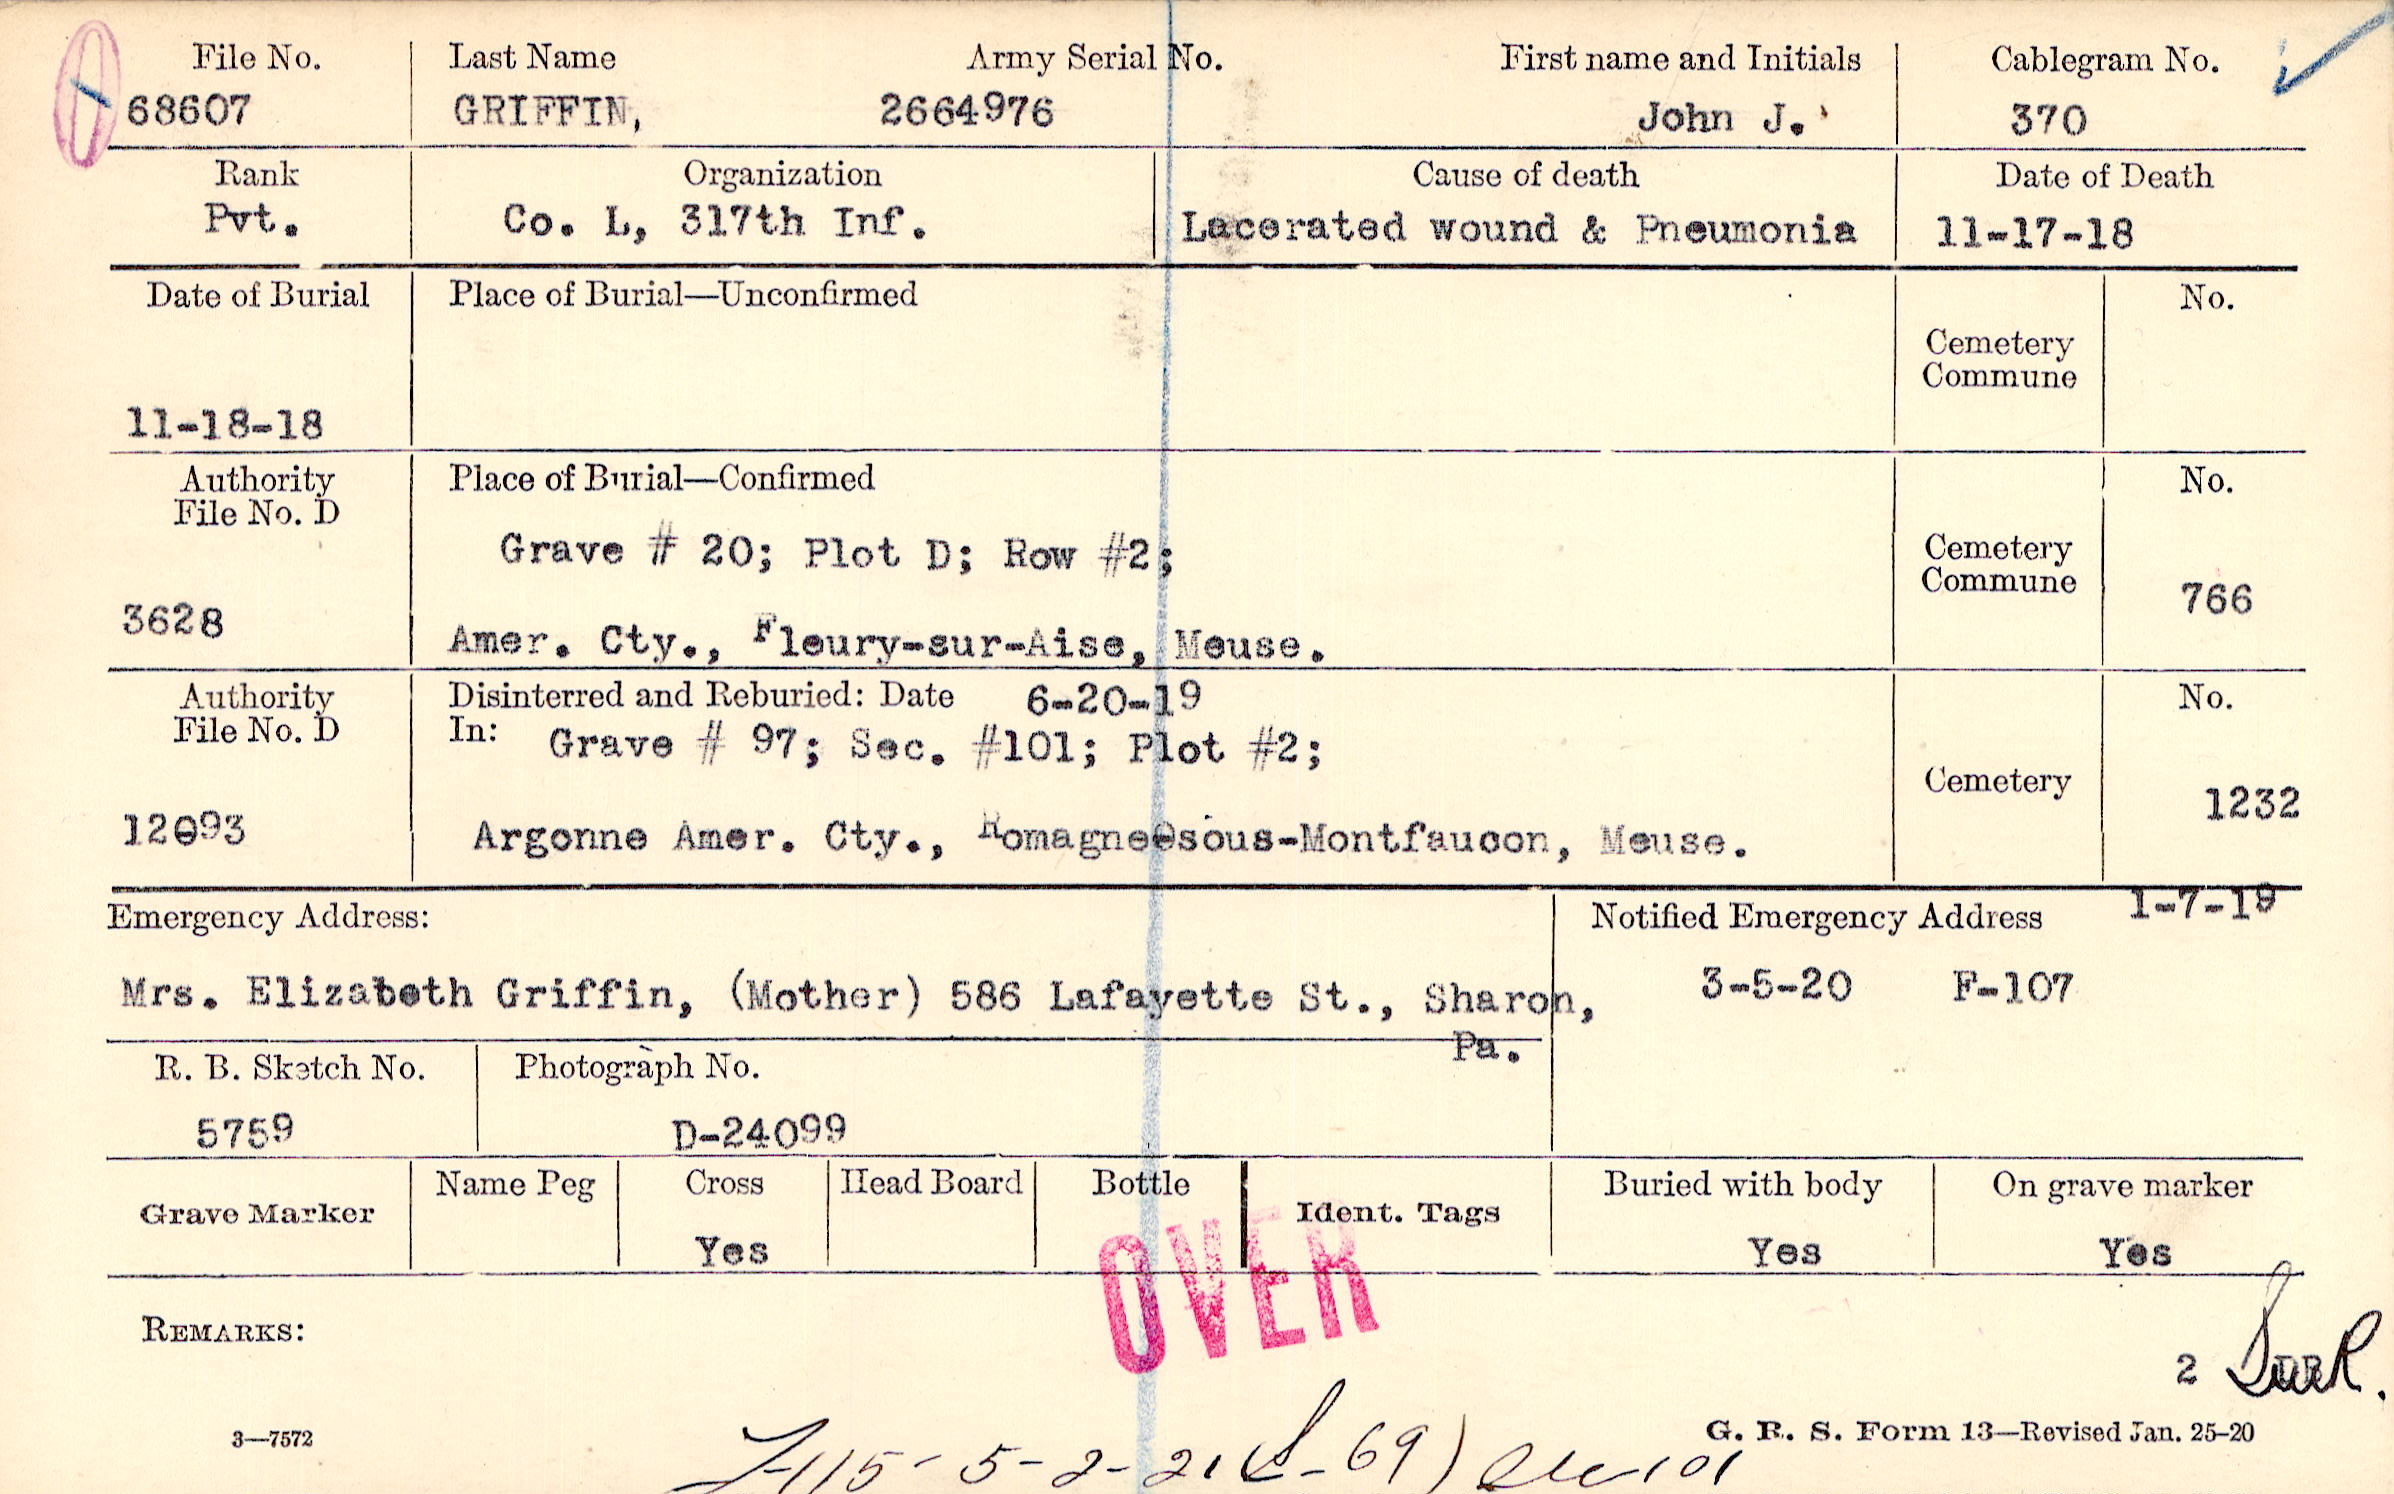 File No. Last Name Army Serial No. First name and Initials Cablegram No.
68607 GRIFFIN, 2664976 John J. 370
Rank Organization Cause of death Date of Death
Pvt. Co. L, 317th Inf. Lacerated wound & Pneumonia 11-17-18
Date of Burial Place of Burial—Unconfirmed No.
Cemetery
Commune
11-18-18
Authority Place of Burial—Confirmed No.
File No. D
Grave # 20; Plot D; Row #2; Cemetery
Commune
3628 766
Amer. Cty., Fleury-sur-Aise, Meuse.
Authority Disinterred and Reburied: Date 6-20-19 No.
File No. D In: Grave # 97; Sec. #101; Plot #2;
Cemetery
12093 1232
Argonne Amer. Cty., Romagne-sous-Montfaucon, Meuse.
Emergency Address: Notified Emergency Address 1-7-19
Mrs. Elizabeth Griffin, (Mother) 586 Lafayette St., Sharon, 3-5-20 F-107
Pa.
R. B. Sketch No. Photograph No.
5759 D-24099
Grave Marker Name Peg Cross Head Board Bottle Ident. Tags Buried with body On grave marker
Yes Yes Yes
OVER
REMARKS:
2
3—7572 G. R. S. Form 13—Revised Jan. 25-20
5-2-21 69) 101